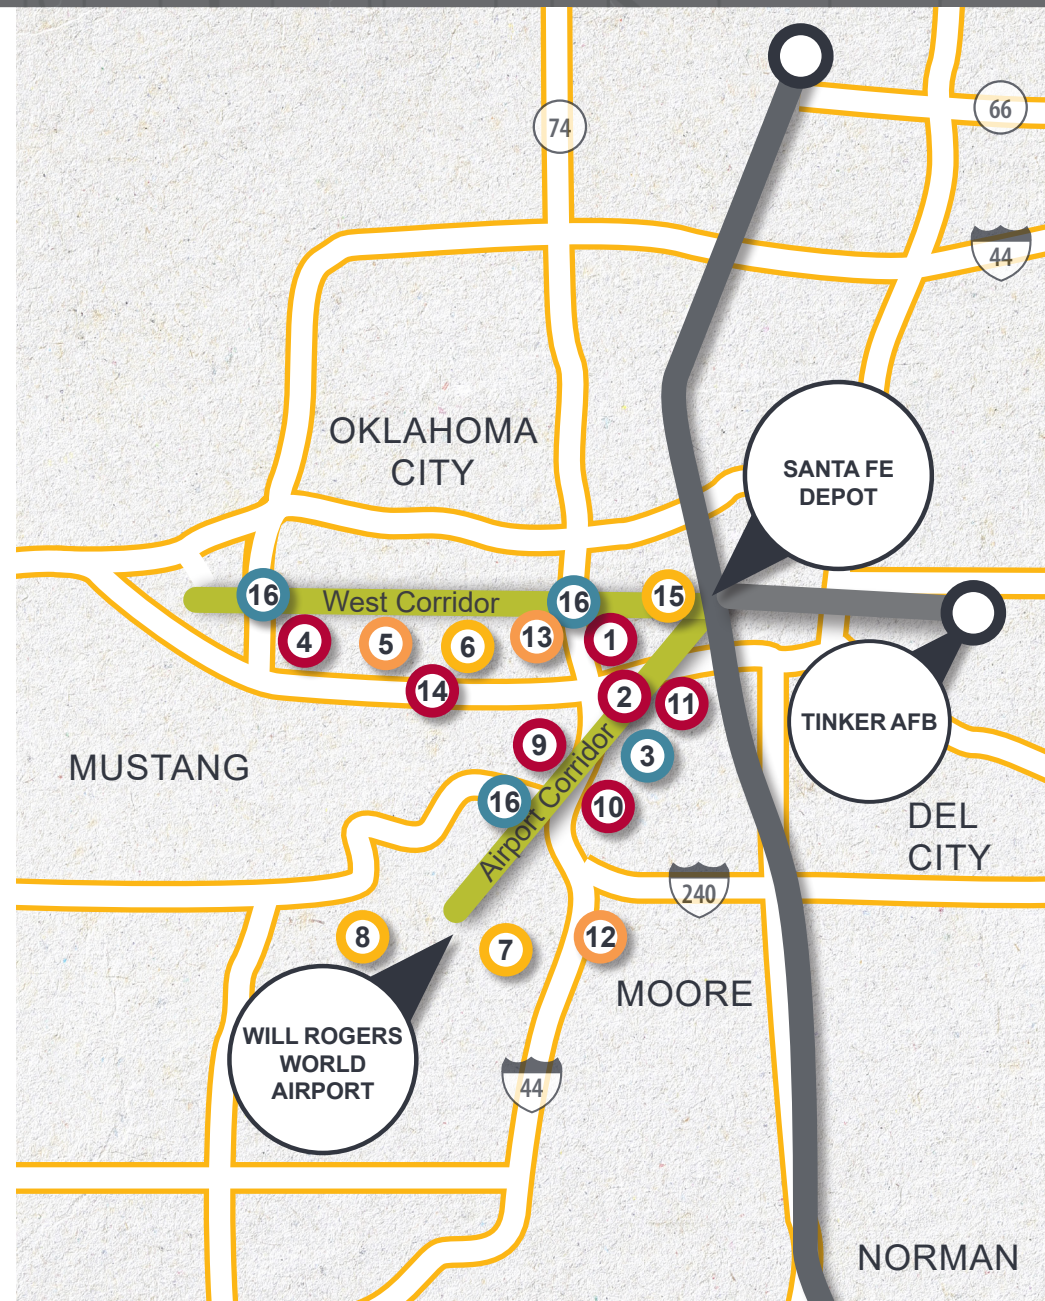 66
74
44
OKLAHOMA
CITY
SANTA FE
DEPOT
16
West Corridor
16
15
4
5
6
13
1
14
2
11
TINKER AFB
9
3
MUSTANG
16
Airport Corridor
10
DEL
CITY
240
8
7
12
MOORE
WILL ROGERS
WORLD
AIRPORT
44
NORMAN